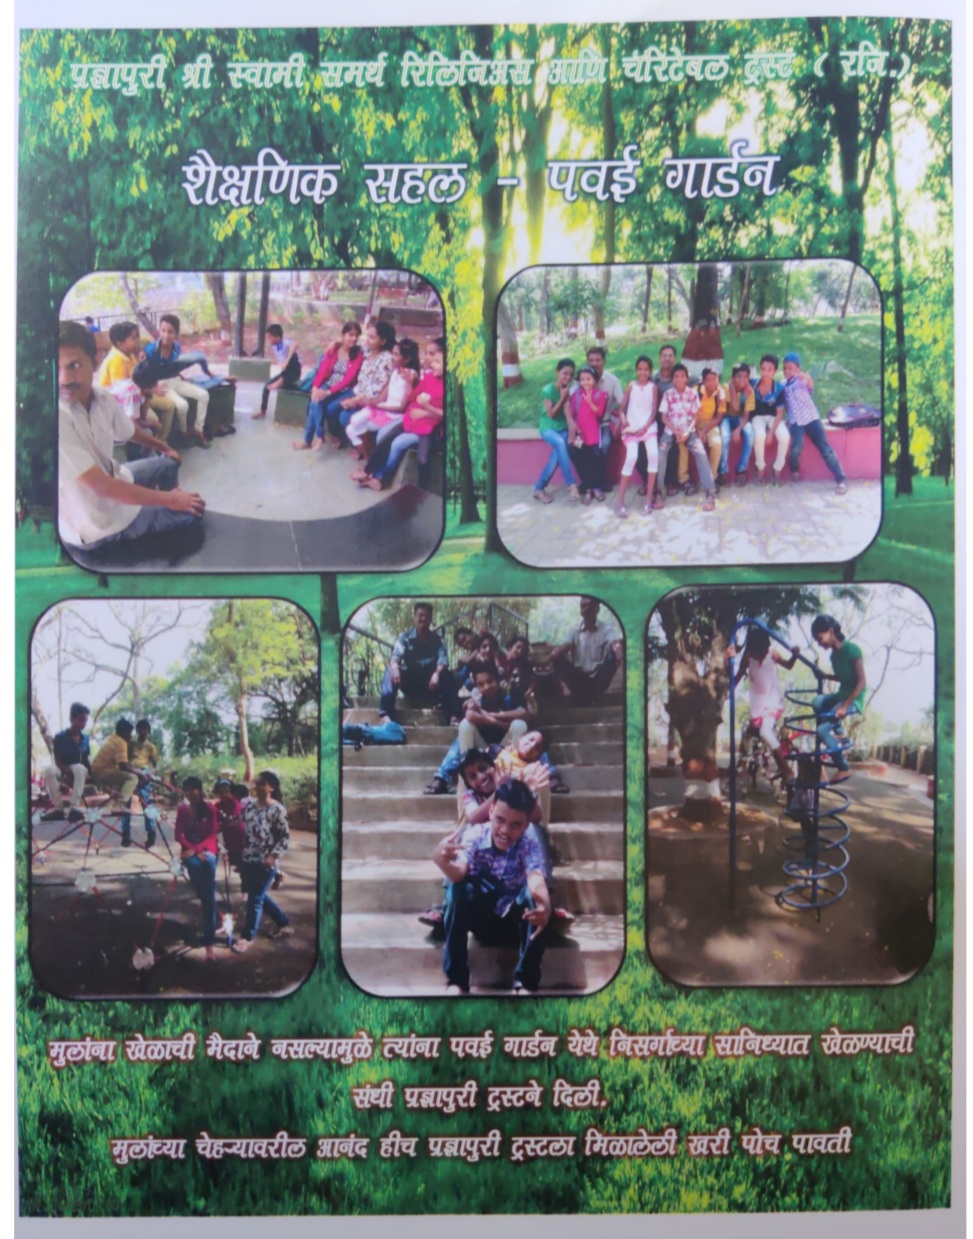 प्रज्ञापुरी श्री स्वामी समर्थ रिलिनिअस आणि चॅरिटेबल ट्रस्ट ( रजि.)
शैक्षणिक सहल - पवई गार्डन
मुलांना खेळाची मैदाने नसल्यामुळे त्यांना पवई गार्डन येथे निसर्गाच्या सानिध्यात खेळण्याची
संधी प्रज्ञापुरी ट्रस्टने दिली.
मुलांच्या चेहऱ्यावरील आनंद हीच प्रज्ञापुरी ट्रस्टला मिळालेली खरी पोच पावती